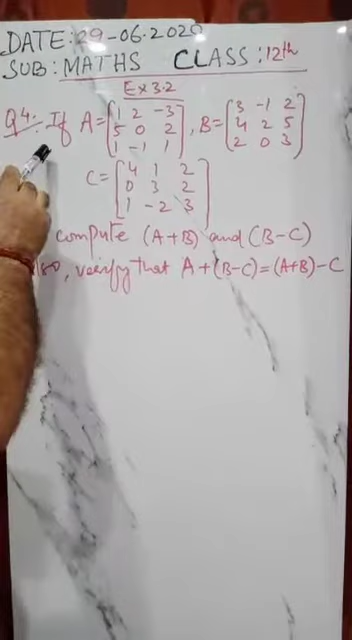 DATE: 29-06.2020
SUB: MATHS CLASS: 12th
Ex 3.2
Q4. If A = [1 2 -3, B = [3 -1 2
5 0 2 4 2 5
1 -1 1] 2 0 3]
C = [4 1 2
0 3 2
1 -2 3]
compute (A+B) and (B-C)
so, verify that A+(B-C)=(A+B)-C